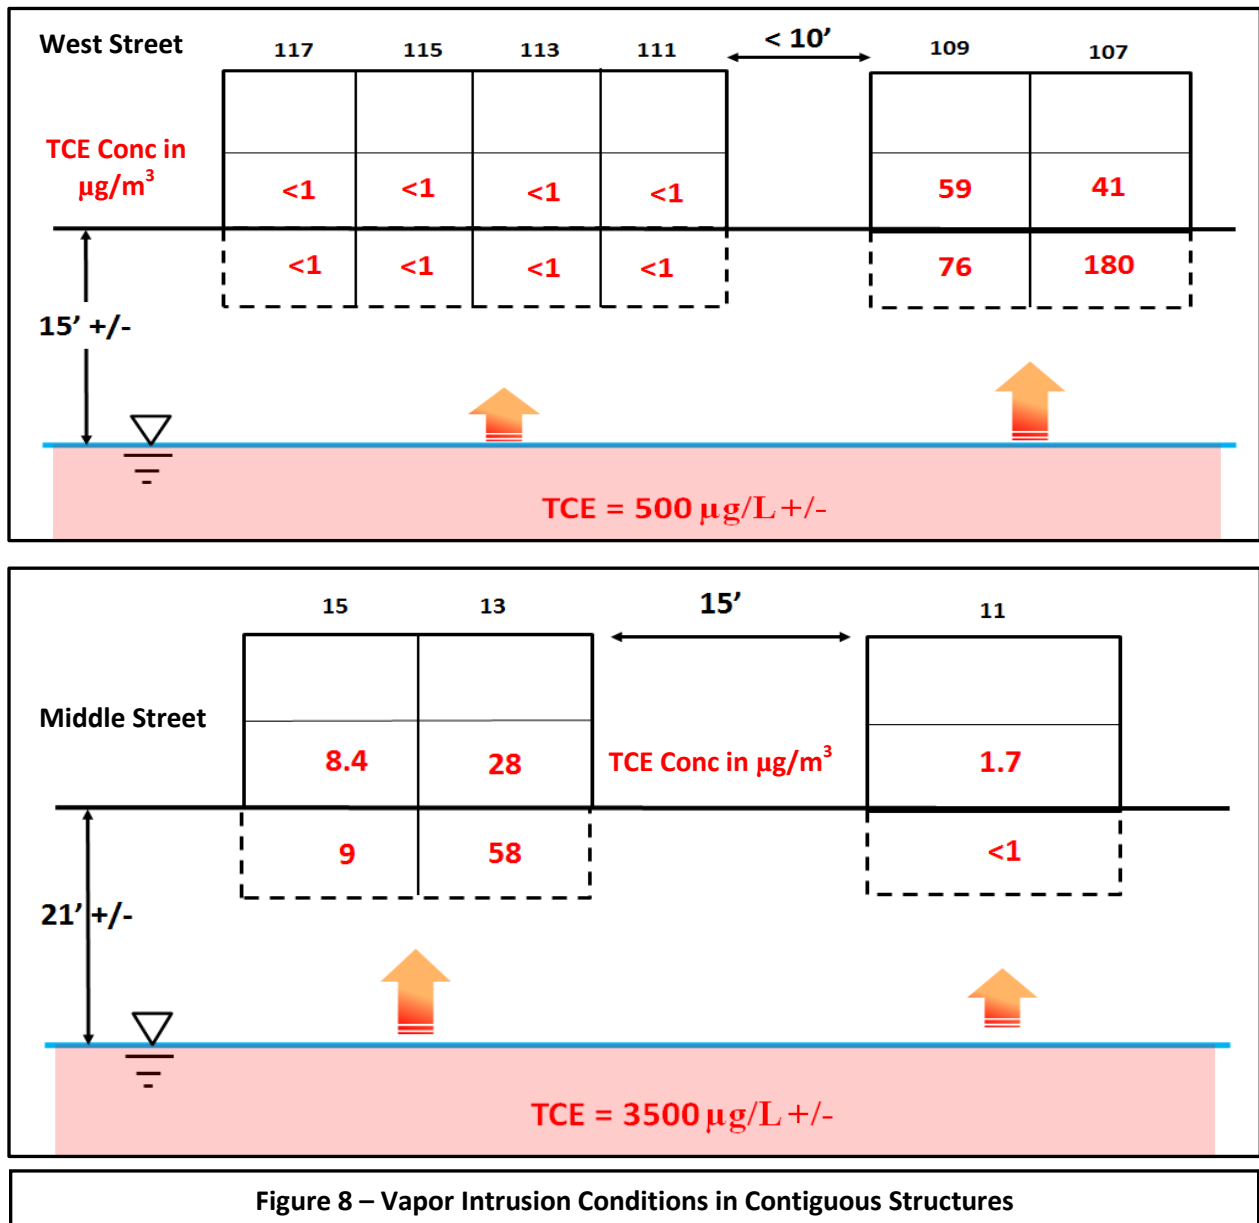 West Street
117 115 113 111 < 10’ 109 107
TCE Conc in
µg/m³
<1 <1 <1 <1 59 41
<1 <1 <1 <1 76 180
15’ +/-
TCE = 500 µg/L +/-
15 13 15’ 11
Middle Street
8.4 28 TCE Conc in µg/m³ 1.7
9 58 <1
21’ +/-
TCE = 3500 µg/L +/-
Figure 8 – Vapor Intrusion Conditions in Contiguous Structures